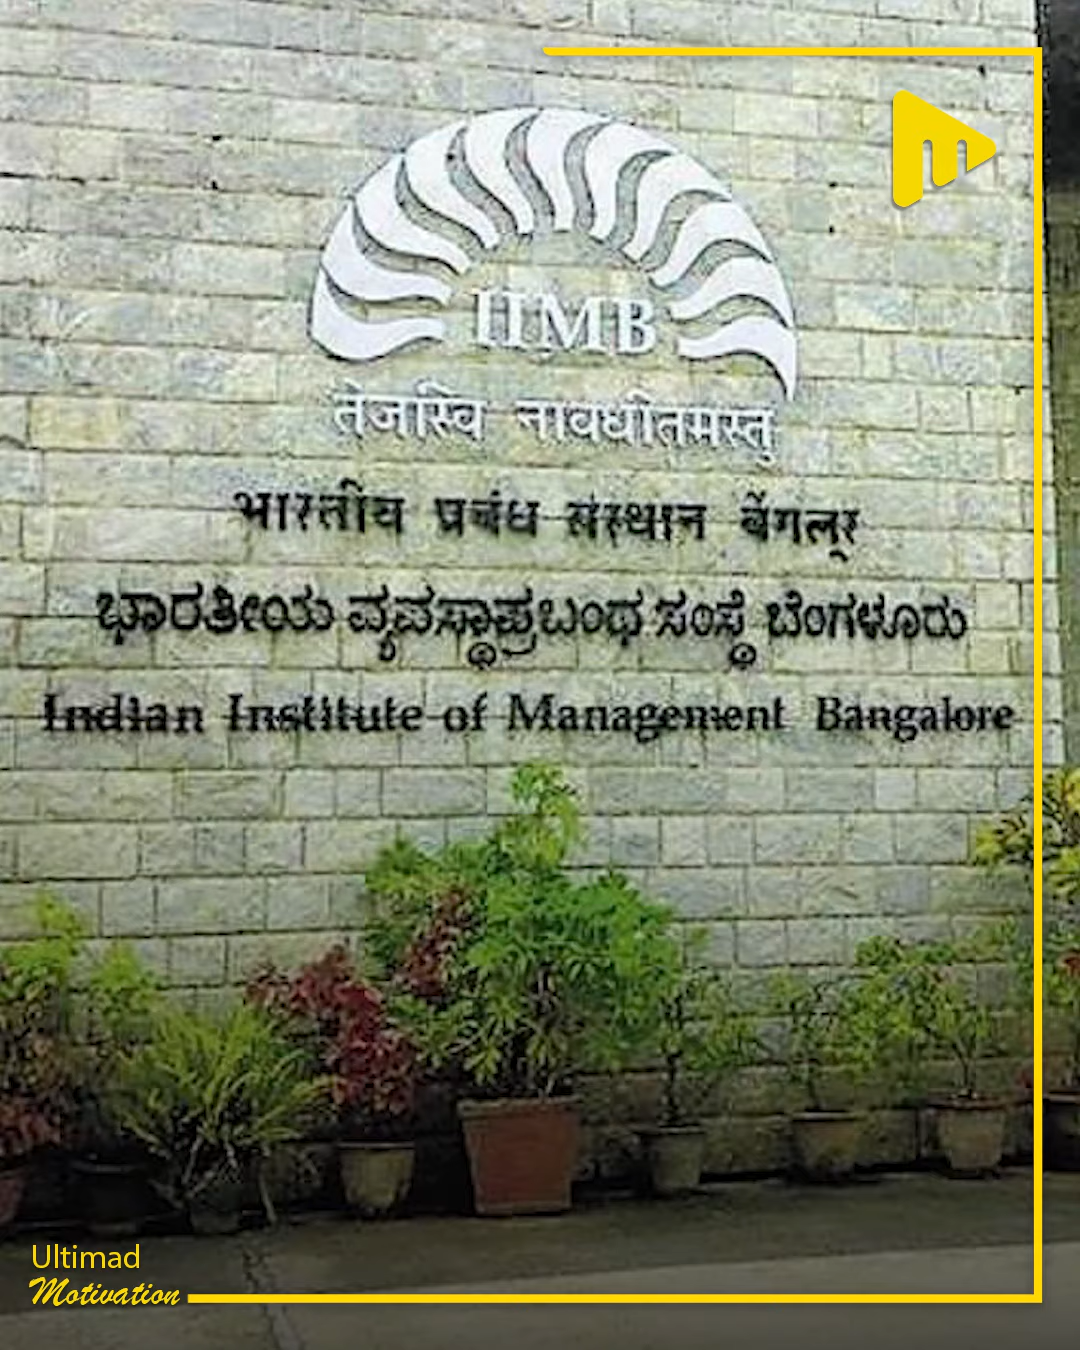 IIMB
तेजस्वि नावधीतमस्तु
भारतीय प्रबंध संस्थान बेंगलूर
ಭಾರತೀಯ ವ್ಯವಸ್ಥಾಪ್ರಬಂಧ ಸಂಸ್ಥೆ ಬೆಂಗಳೂರು
Indian Institute of Management Bangalore
Ultimad
Motivation